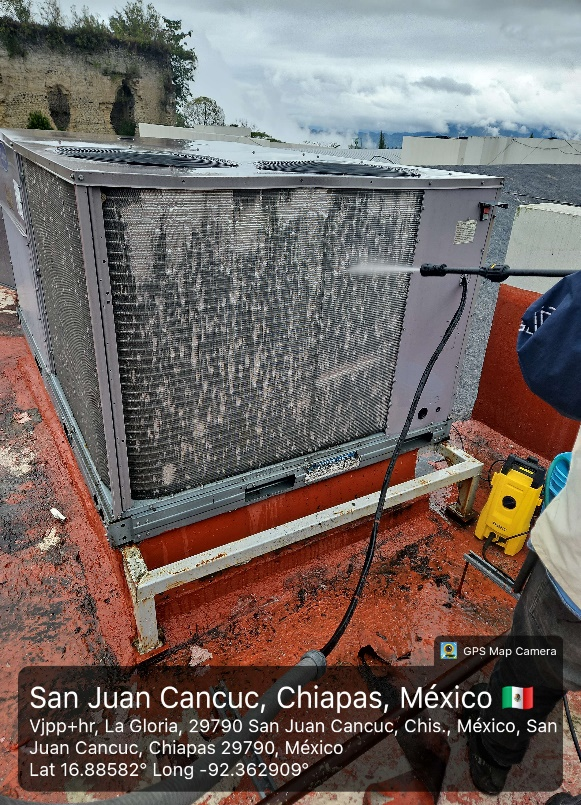 GPS Map Camera
San Juan Cancuc, Chiapas, México
Vjpp+hr, La Gloria, 29790 San Juan Cancuc, Chis., México, San
Juan Cancuc, Chiapas 29790, México
Lat 16.88582° Long -92.362909°